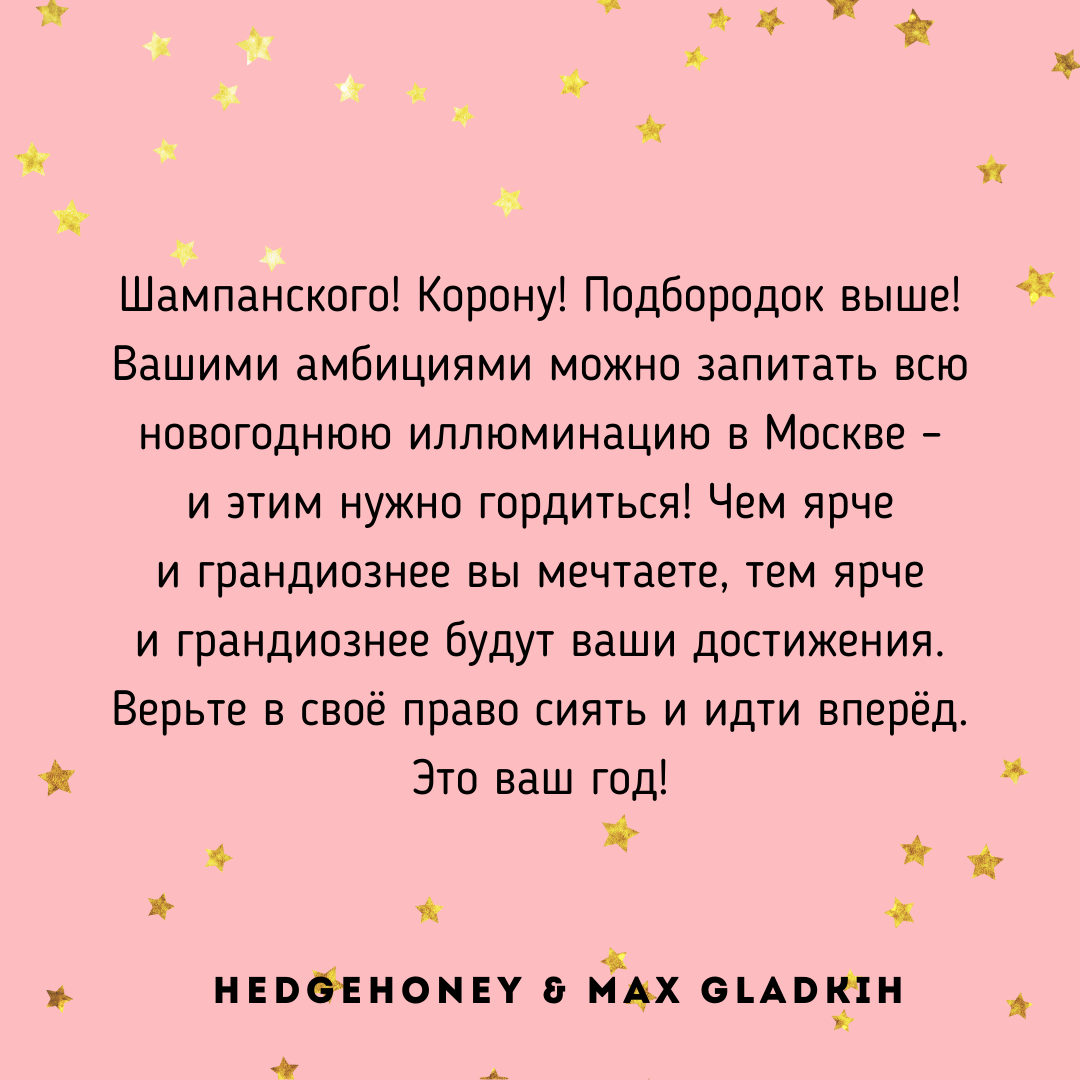 Шампанского! Корону! Подбородок выше!
Вашими амбициями можно запитать всю
новогоднюю иллюминацию в Москве –
и этим нужно гордиться! Чем ярче
и грандиознее вы мечтаете, тем ярче
и грандиознее будут ваши достижения.
Верьте в своё право сиять и идти вперёд.
Это ваш год!
HEDGEHONEY & MAX GLADKIH